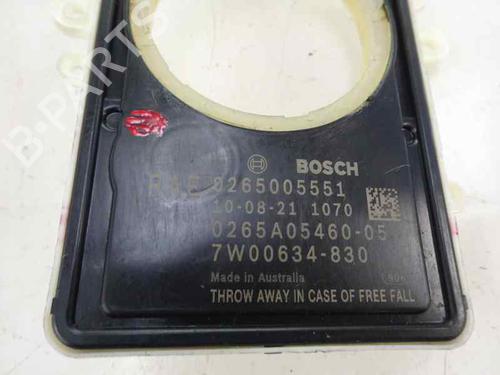 BOSCH
0265005551
10-08-21 1070
0265A05460-05
7W00634-830
Made in Australia
THROW AWAY IN CASE OF FREE FALL
B-PARTS